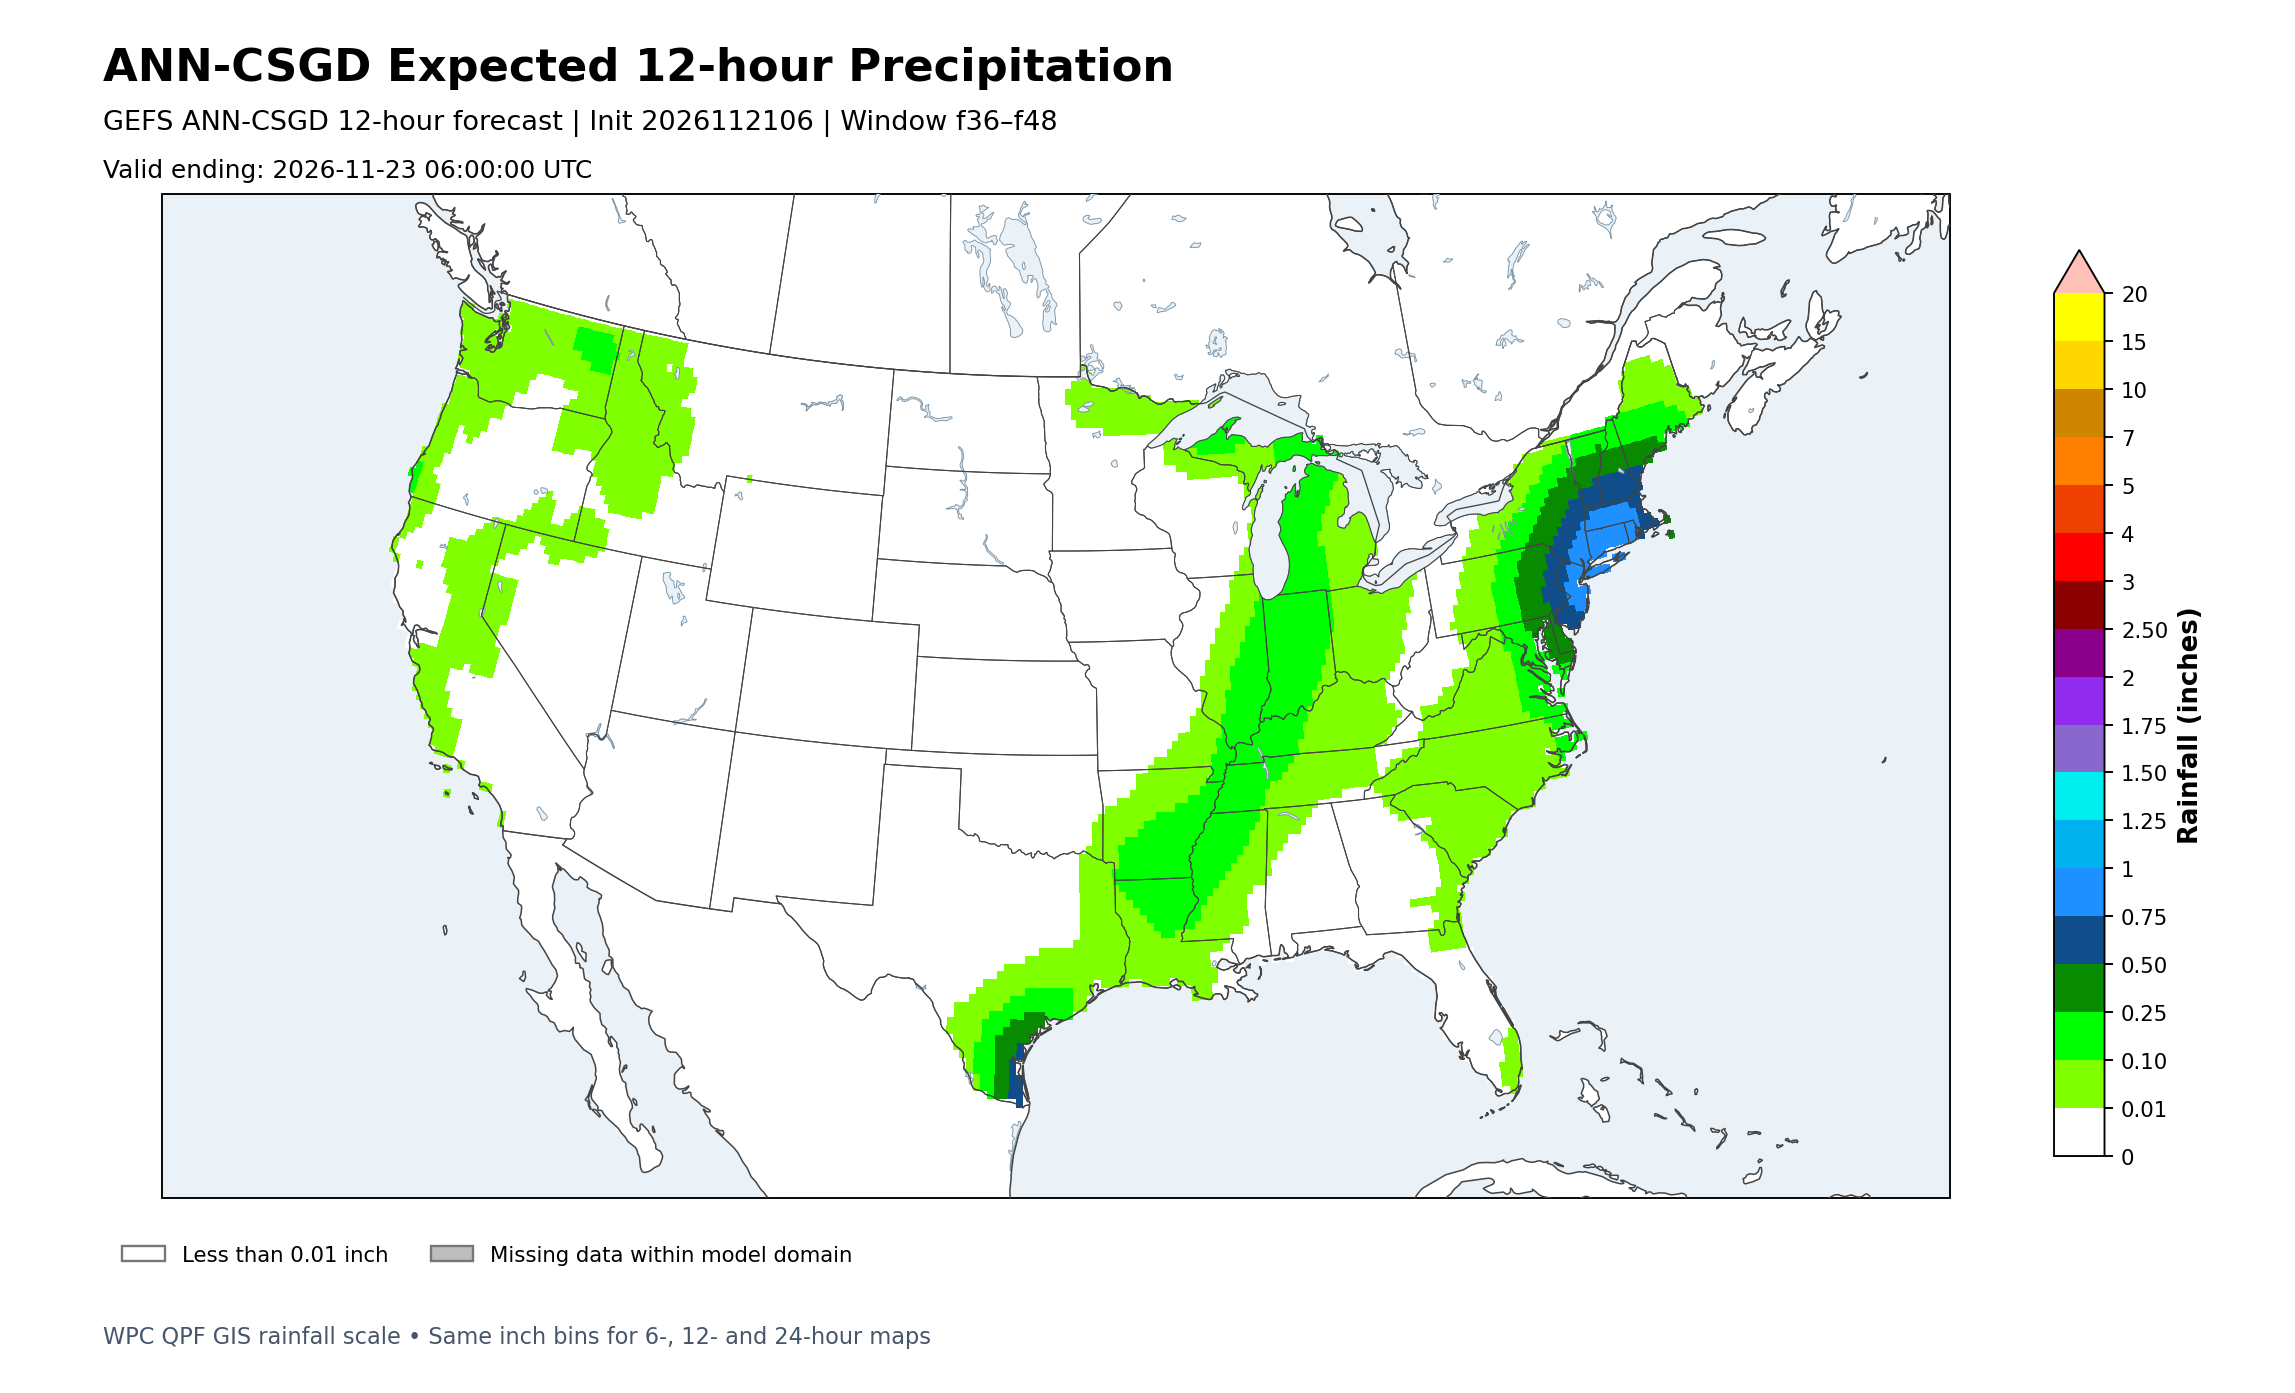 ANN-CSGD Expected 12-hour Precipitation
GEFS ANN-CSGD 12-hour forecast | Init 2026112106 | Window f36–f48
Valid ending: 2026-11-23 06:00:00 UTC
20
15
10
7
5
4
3
2.50
2
1.75
1.50
1.25
1
0.75
0.50
0.25
0.10
0.01
0
Rainfall (inches)
Less than 0.01 inch
Missing data within model domain
WPC QPF GIS rainfall scale • Same inch bins for 6-, 12- and 24-hour maps